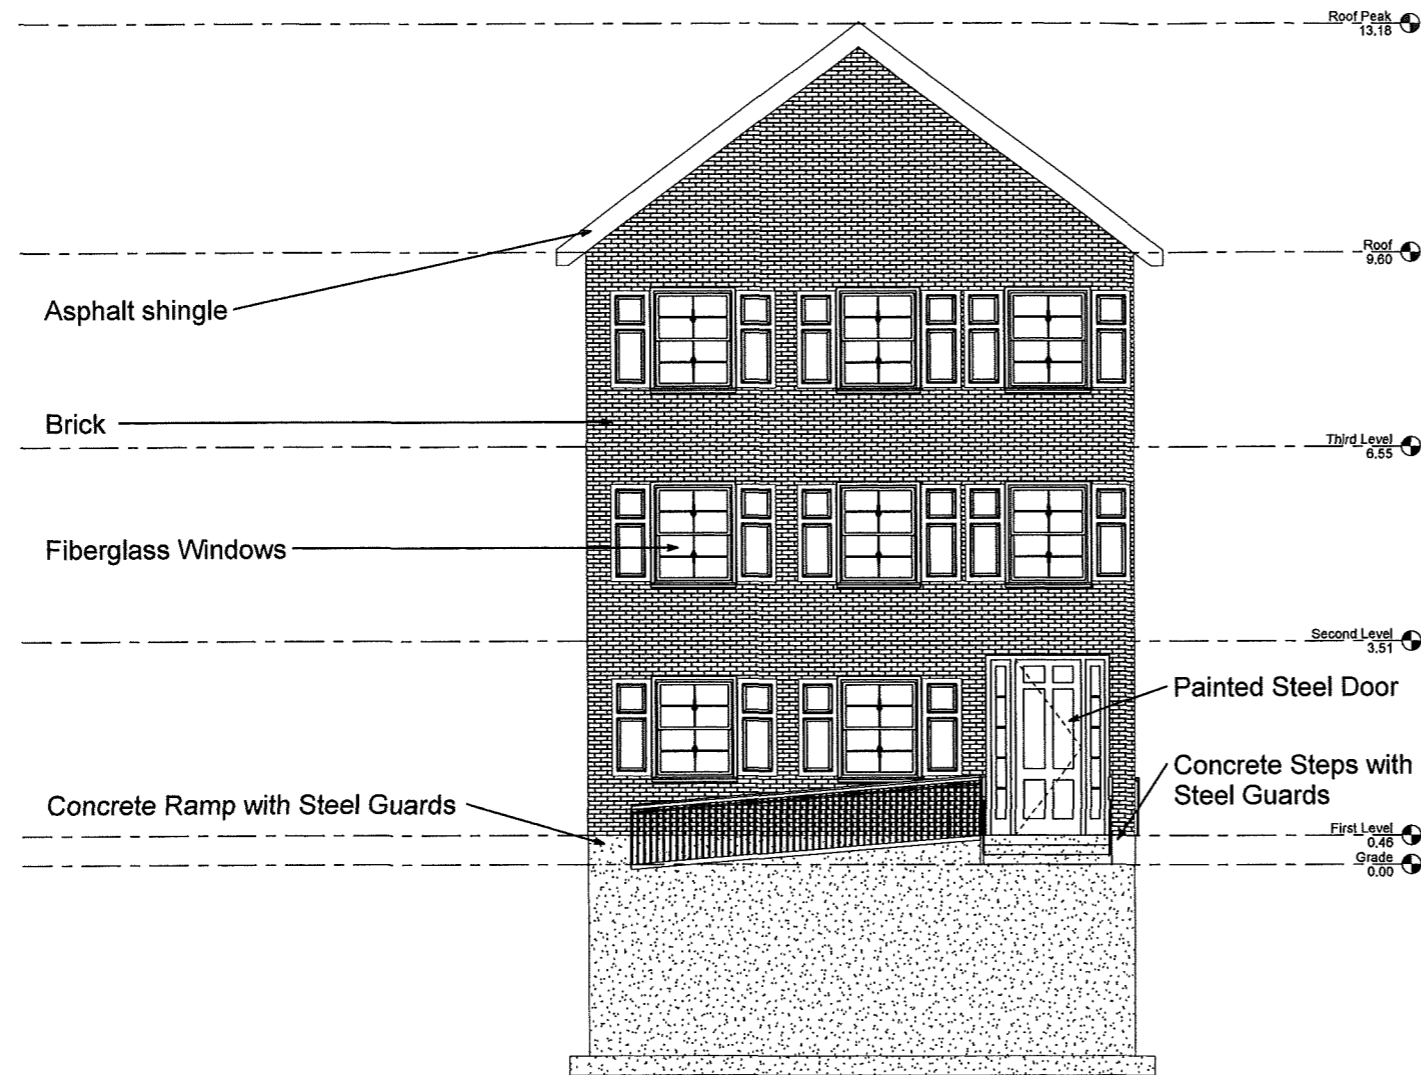 Roof Peak
13.18
Roof
9.60
Asphalt shingle
Brick
Third Level
6.55
Fiberglass Windows
Second Level
3.51
Painted Steel Door
Concrete Steps with
Steel Guards
Concrete Ramp with Steel Guards
First Level
0.46
Grade
0.00